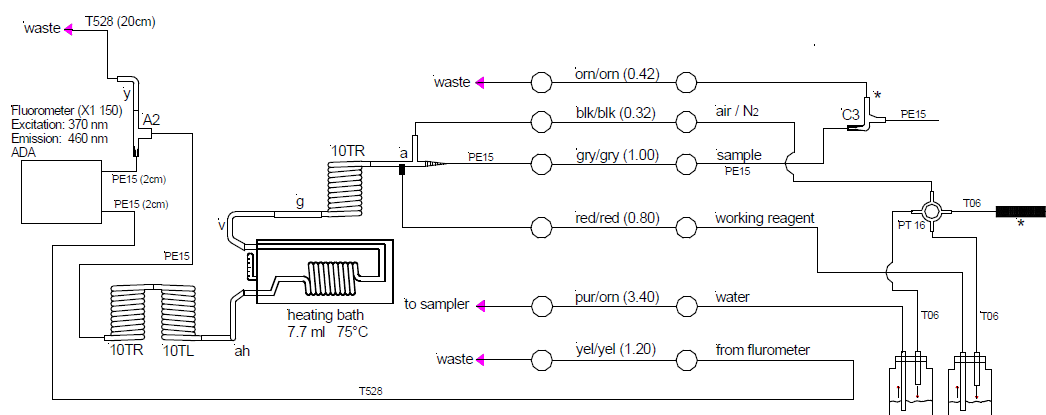 waste
T528 (20cm)
y
A2
Fluorometer (X1 150)
Excitation: 370 nm
Emission: 460 nm
ADA
PE15 (2cm)
PE15 (2cm)
PE15
10TR
10TL
ah
T528
v
g
10TR
a
PE15
heating bath
7.7 ml 75°C
waste
orn/orn (0.42)
*
blk/blk (0.32)
air / N2
C3
PE15
gry/gry (1.00)
sample
PE15
red/red (0.80)
working reagent
PT 16
T06
*
to sampler
pur/orn (3.40)
water
T06
T06
waste
yel/yel (1.20)
from flurometer